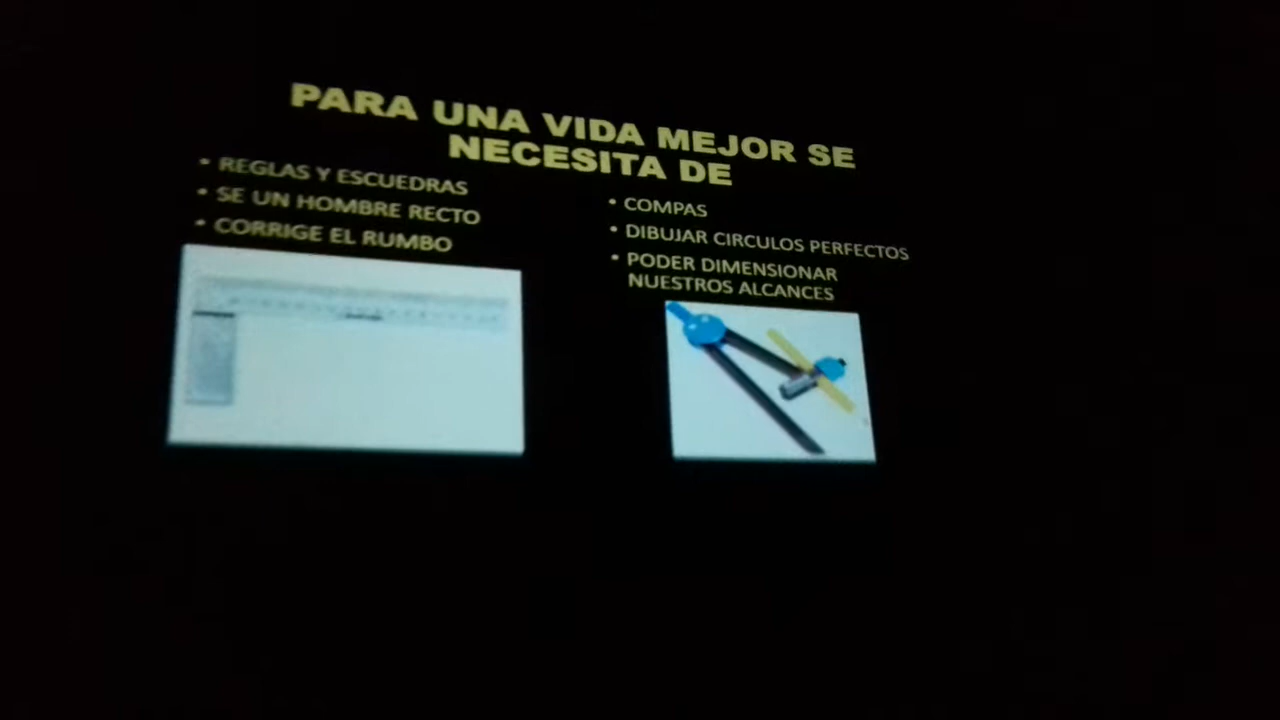 PARA UNA VIDA MEJOR SE
NECESITA DE
• REGLAS Y ESCUEDRAS
• SE UN HOMBRE RECTO
• CORRIGE EL RUMBO
• COMPAS
• DIBUJAR CIRCULOS PERFECTOS
• PODER DIMENSIONAR
NUESTROS ALCANCES